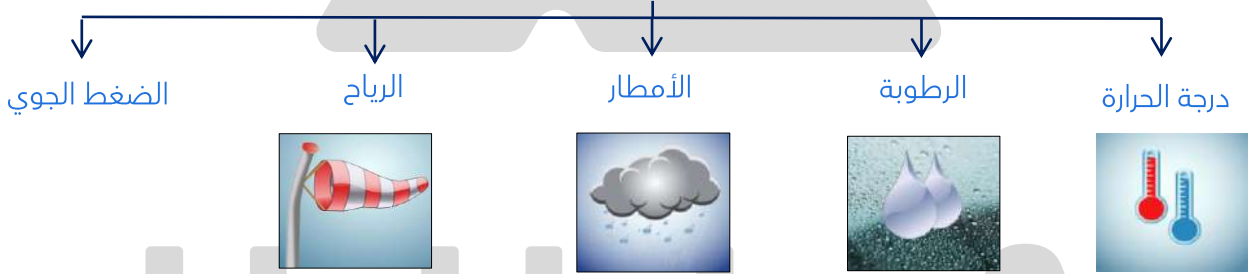 درجة الحرارة
الرطوبة
الأمطار
الرياح
الضغط الجوي